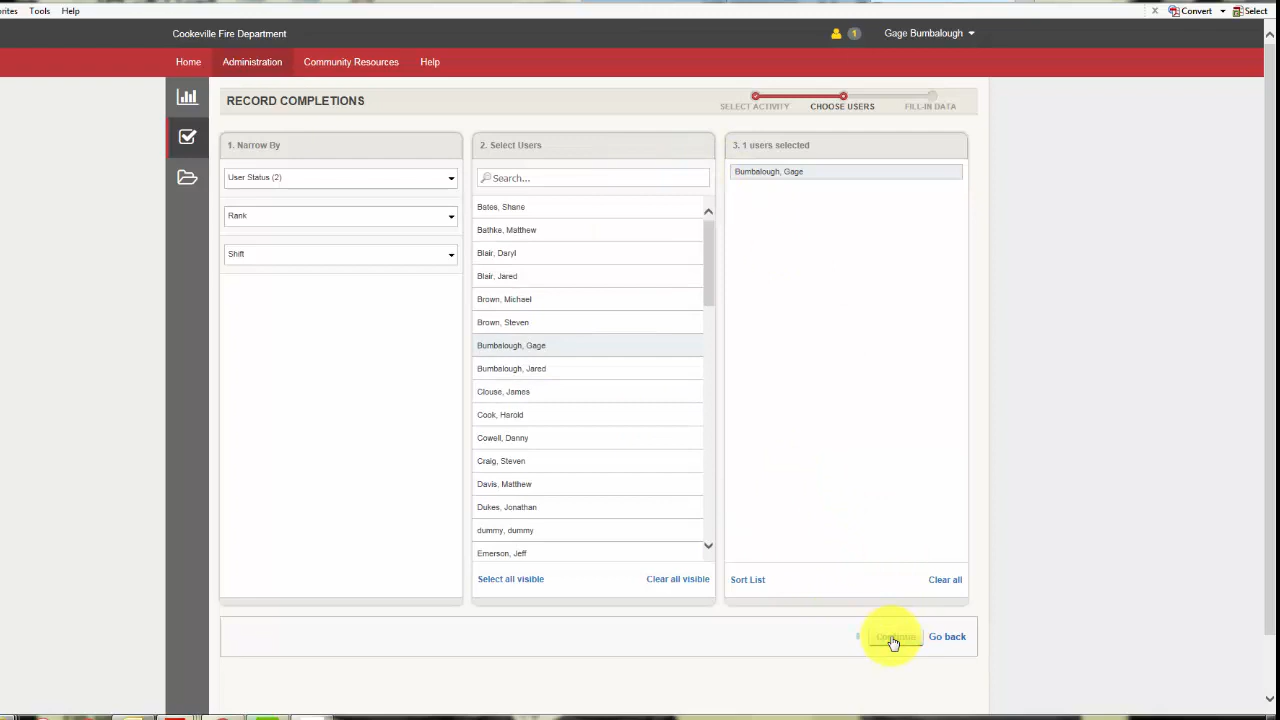 orites Tools Help Convert Select
Cookeville Fire Department 1 Gage Bumbalough
Home Administration Community Resources Help
RECORD COMPLETIONS SELECT ACTIVITY CHOOSE USERS FILL-IN DATA
1. Narrow By
User Status (2)
Rank
Shift
2. Select Users
Search...
Bates, Shane
Bathke, Matthew
Blair, Daryl
Blair, Jared
Brown, Michael
Brown, Steven
Bumbalough, Gage
Bumbalough, Jared
Clouse, James
Cook, Harold
Cowell, Danny
Craig, Steven
Davis, Matthew
Dukes, Jonathan
dummy, dummy
Emerson, Jeff
Select all visible Clear all visible
3. 1 users selected
Bumbalough, Gage
Sort List Clear all
Continue Go back